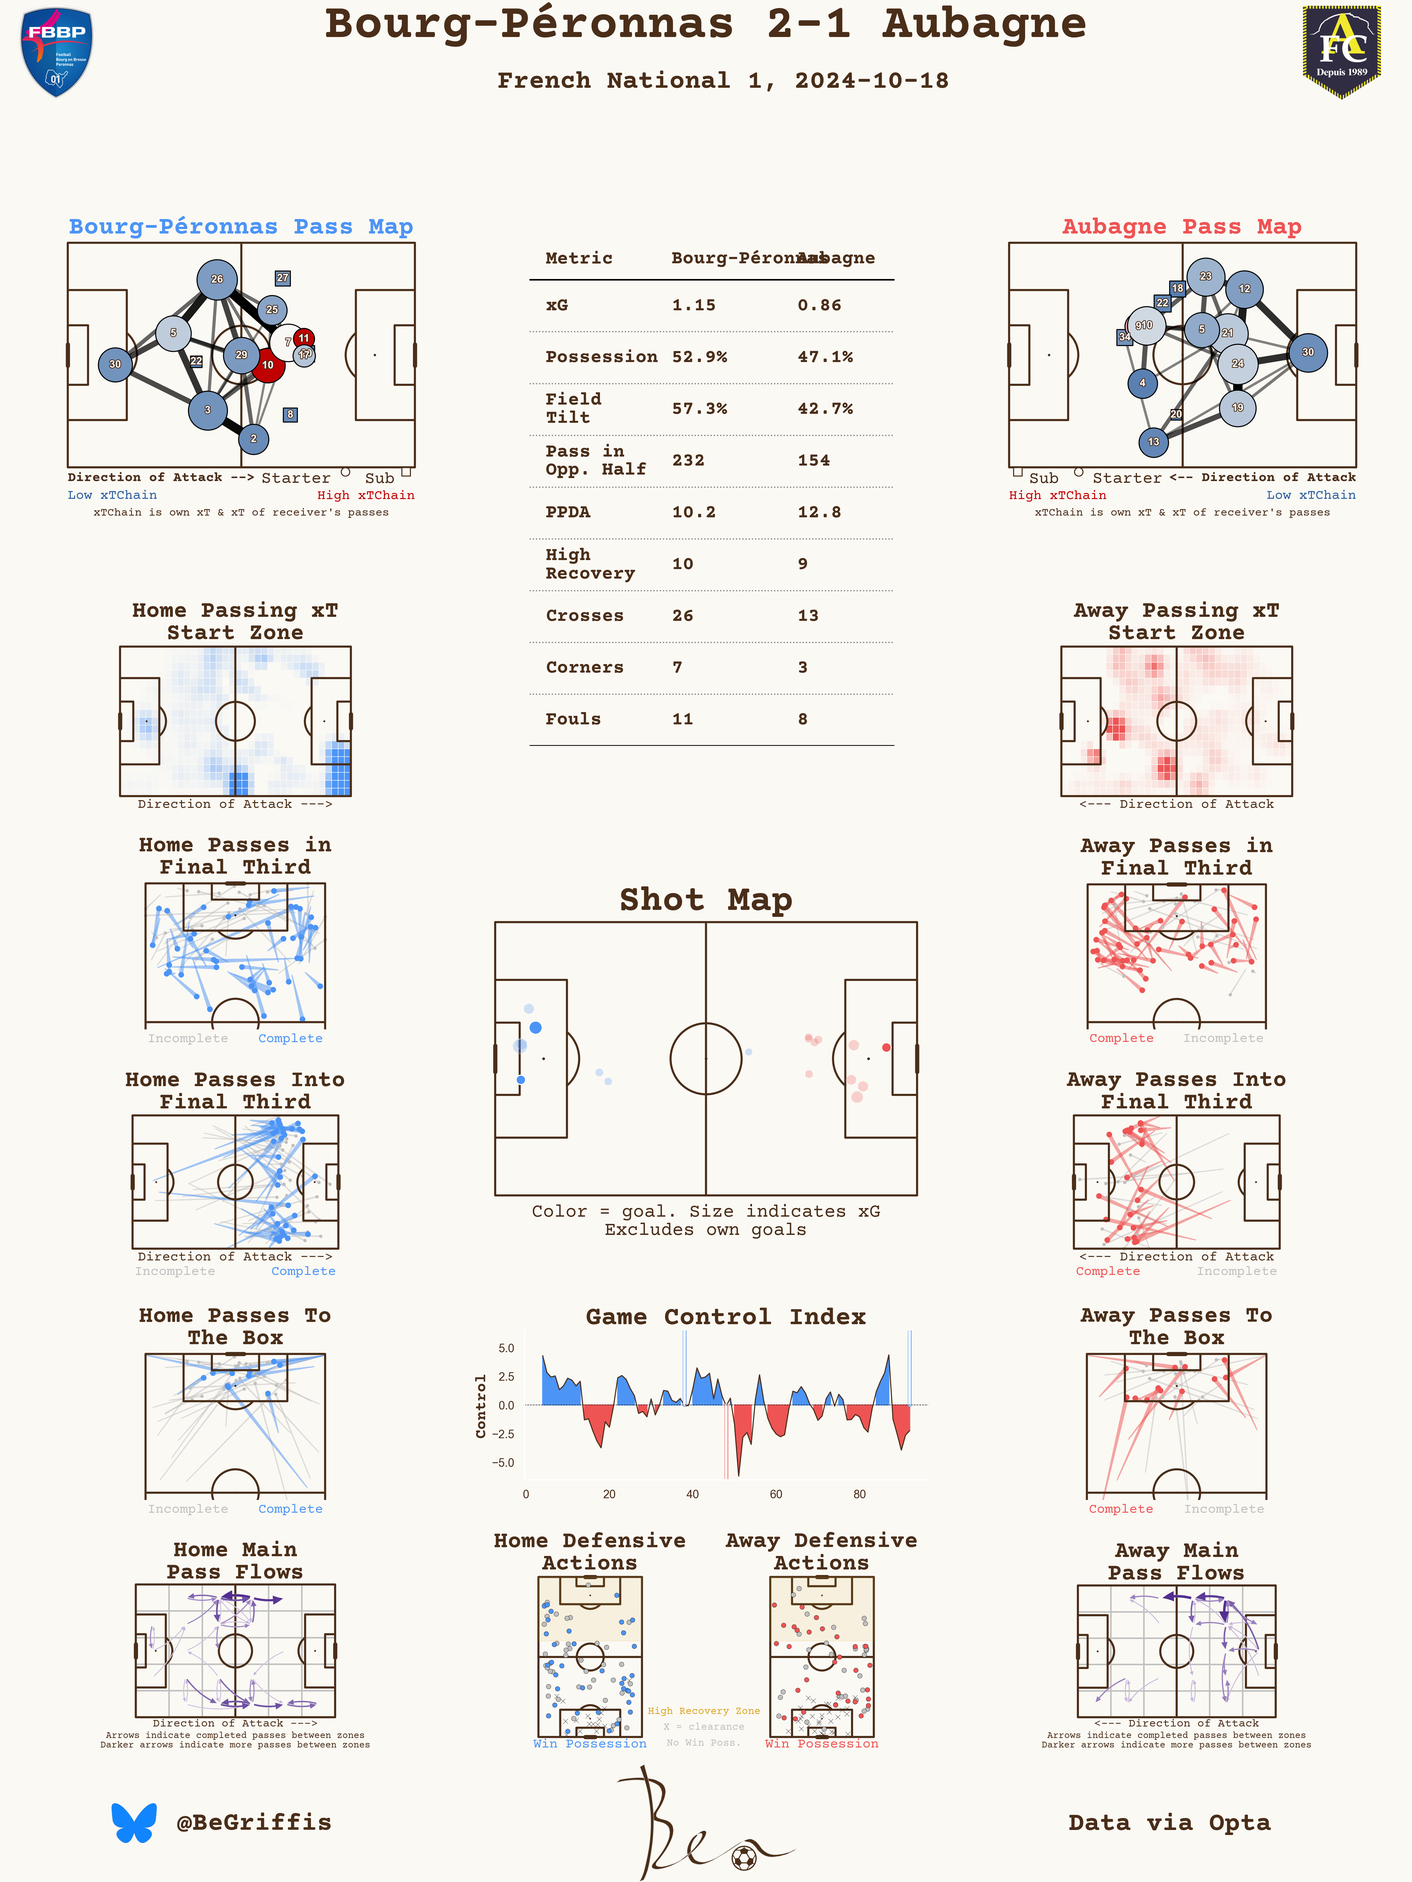 Bourg-Péronnas 2-1 Aubagne
French National 1, 2024-10-18
FBBP
Football
Bourg en Bresse
Péronnas
01
A
FC
Depuis 1989
Bourg-Péronnas Pass Map
26
27
25
5
7
11
17
29
22
10
30
3
8
2
Direction of Attack --> Starter Sub
Low xTChain High xTChain
xTChain is own xT & xT of receiver's passes
Metric Bourg-Péronnas Aubagne
xG 1.15 0.86
Possession 52.9% 47.1%
Field
Tilt 57.3% 42.7%
Pass in
Opp. Half 232 154
PPDA 10.2 12.8
High
Recovery 10 9
Crosses 26 13
Corners 7 3
Fouls 11 8
Aubagne Pass Map
23
18
12
22
910
5
21
34
24
30
4
19
20
13
Sub Starter <-- Direction of Attack
High xTChain Low xTChain
xTChain is own xT & xT of receiver's passes
Home Passing xT
Start Zone
Direction of Attack --->
Away Passing xT
Start Zone
<--- Direction of Attack
Home Passes in
Final Third
Incomplete Complete
Away Passes in
Final Third
Complete Incomplete
Shot Map
Color = goal. Size indicates xG
Excludes own goals
Home Passes Into
Final Third
Direction of Attack --->
Incomplete Complete
Away Passes Into
Final Third
<--- Direction of Attack
Complete Incomplete
Home Passes To
The Box
Incomplete Complete
Game Control Index
Control
5.0
2.5
0.0
−2.5
−5.0
0 20 40 60 80
Away Passes To
The Box
Complete Incomplete
Home Main
Pass Flows
Direction of Attack --->
Arrows indicate completed passes between zones
Darker arrows indicate more passes between zones
Home Defensive
Actions
Win Possession
High Recovery Zone
X = clearance
No Win Poss.
Away Defensive
Actions
Win Possession
Away Main
Pass Flows
<--- Direction of Attack
Arrows indicate completed passes between zones
Darker arrows indicate more passes between zones
@BeGriffis
Ben
Data via Opta